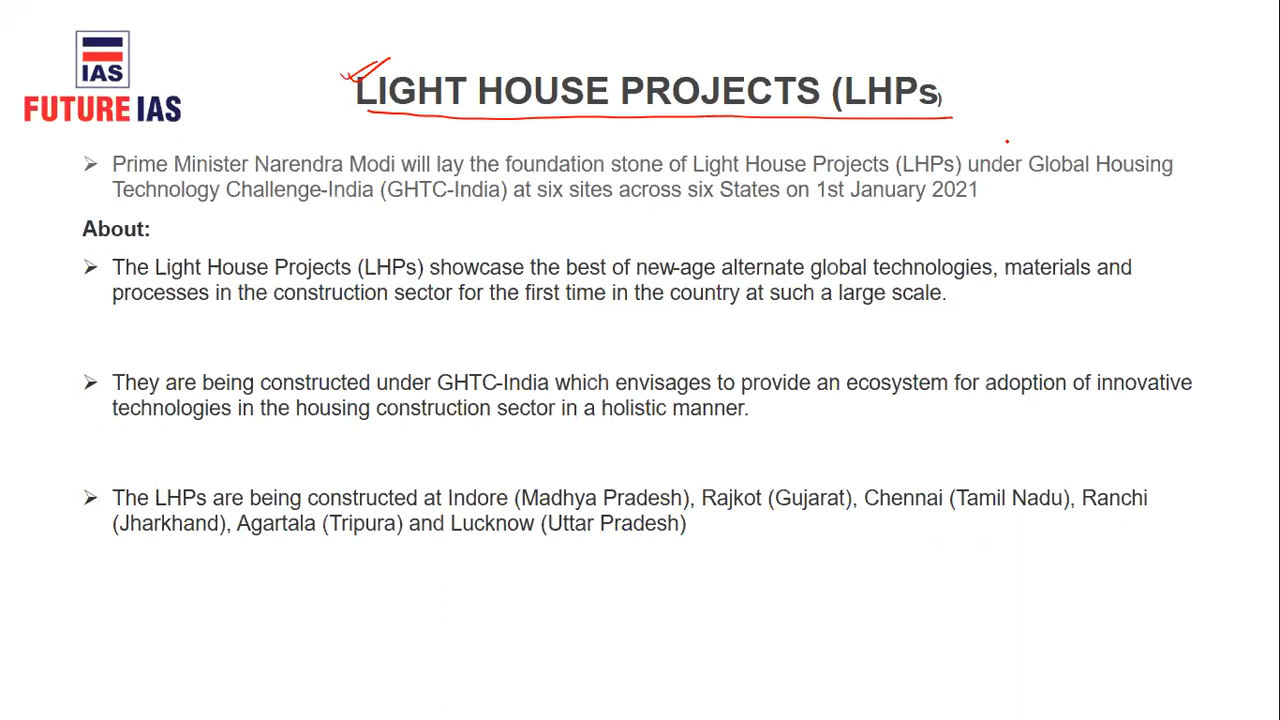 IAS
FUTURE IAS
LIGHT HOUSE PROJECTS (LHPs)
➢ Prime Minister Narendra Modi will lay the foundation stone of Light House Projects (LHPs) under Global Housing
Technology Challenge-India (GHTC-India) at six sites across six States on 1st January 2021
About:
➢ The Light House Projects (LHPs) showcase the best of new-age alternate global technologies, materials and
processes in the construction sector for the first time in the country at such a large scale.
➢ They are being constructed under GHTC-India which envisages to provide an ecosystem for adoption of innovative
technologies in the housing construction sector in a holistic manner.
➢ The LHPs are being constructed at Indore (Madhya Pradesh), Rajkot (Gujarat), Chennai (Tamil Nadu), Ranchi
(Jharkhand), Agartala (Tripura) and Lucknow (Uttar Pradesh)